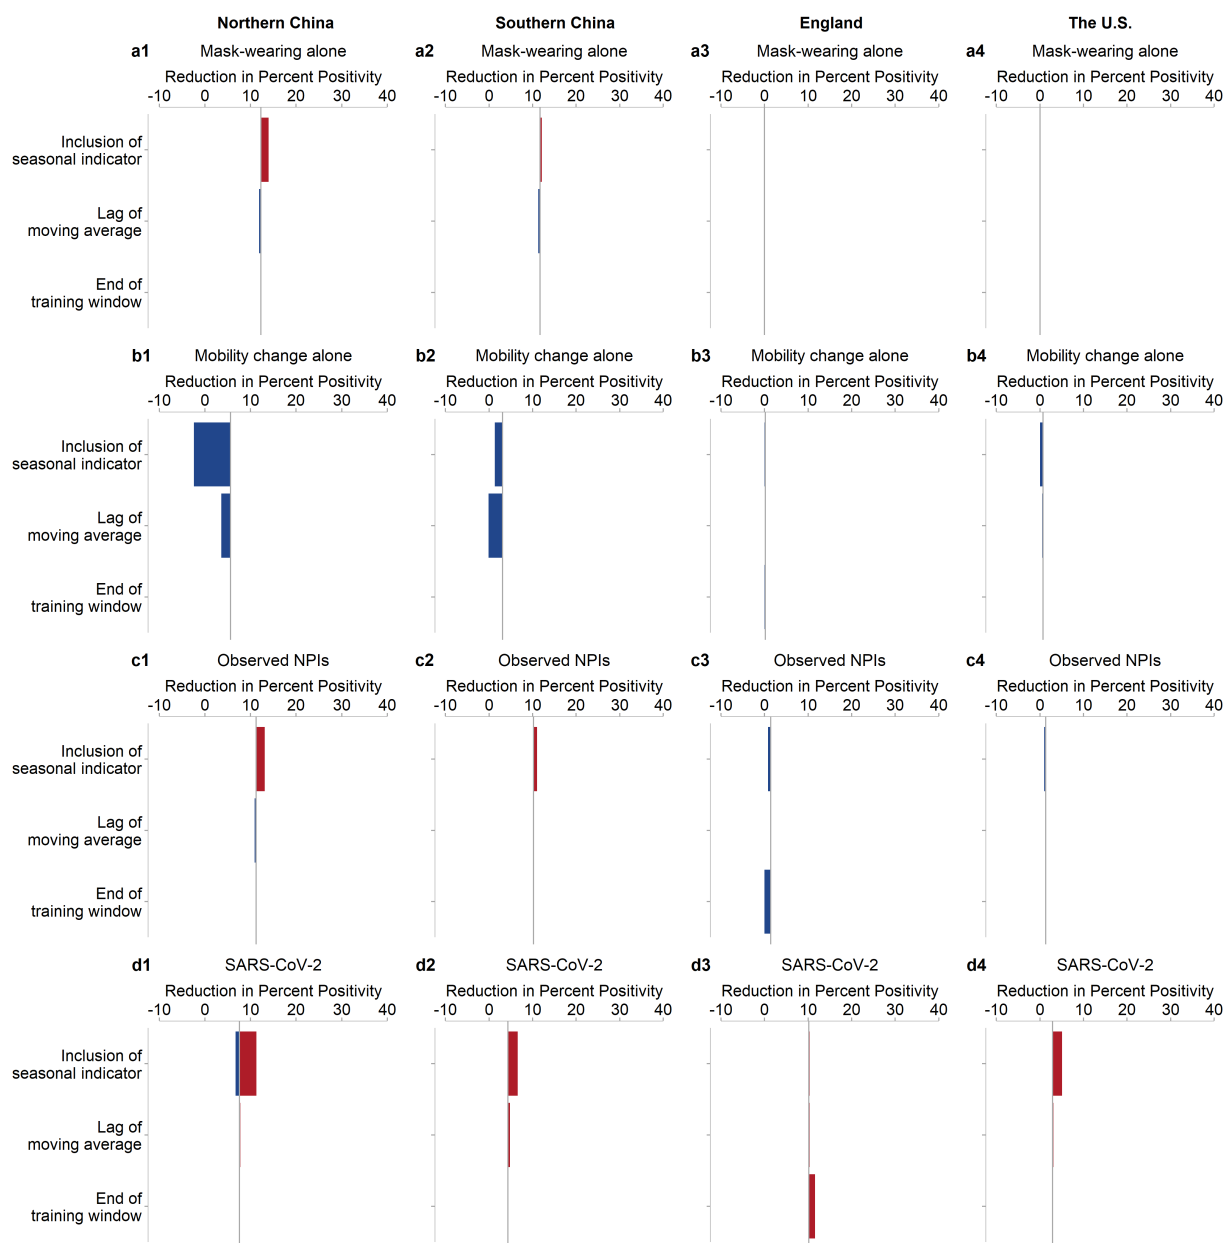 Northern China Southern China England The U.S.
a1 Mask-wearing alone a2 Mask-wearing alone a3 Mask-wearing alone a4 Mask-wearing alone
Reduction in Percent Positivity Reduction in Percent Positivity Reduction in Percent Positivity Reduction in Percent Positivity
-10 0 10 20 30 40 -10 0 10 20 30 40 -10 0 10 20 30 40 -10 0 10 20 30 40
Inclusion of
seasonal indicator
Lag of
moving average
End of
training window
b1 Mobility change alone b2 Mobility change alone b3 Mobility change alone b4 Mobility change alone
Reduction in Percent Positivity Reduction in Percent Positivity Reduction in Percent Positivity Reduction in Percent Positivity
-10 0 10 20 30 40 -10 0 10 20 30 40 -10 0 10 20 30 40 -10 0 10 20 30 40
Inclusion of
seasonal indicator
Lag of
moving average
End of
training window
c1 Observed NPIs c2 Observed NPIs c3 Observed NPIs c4 Observed NPIs
Reduction in Percent Positivity Reduction in Percent Positivity Reduction in Percent Positivity Reduction in Percent Positivity
-10 0 10 20 30 40 -10 0 10 20 30 40 -10 0 10 20 30 40 -10 0 10 20 30 40
Inclusion of
seasonal indicator
Lag of
moving average
End of
training window
d1 SARS-CoV-2 d2 SARS-CoV-2 d3 SARS-CoV-2 d4 SARS-CoV-2
Reduction in Percent Positivity Reduction in Percent Positivity Reduction in Percent Positivity Reduction in Percent Positivity
-10 0 10 20 30 40 -10 0 10 20 30 40 -10 0 10 20 30 40 -10 0 10 20 30 40
Inclusion of
seasonal indicator
Lag of
moving average
End of
training window